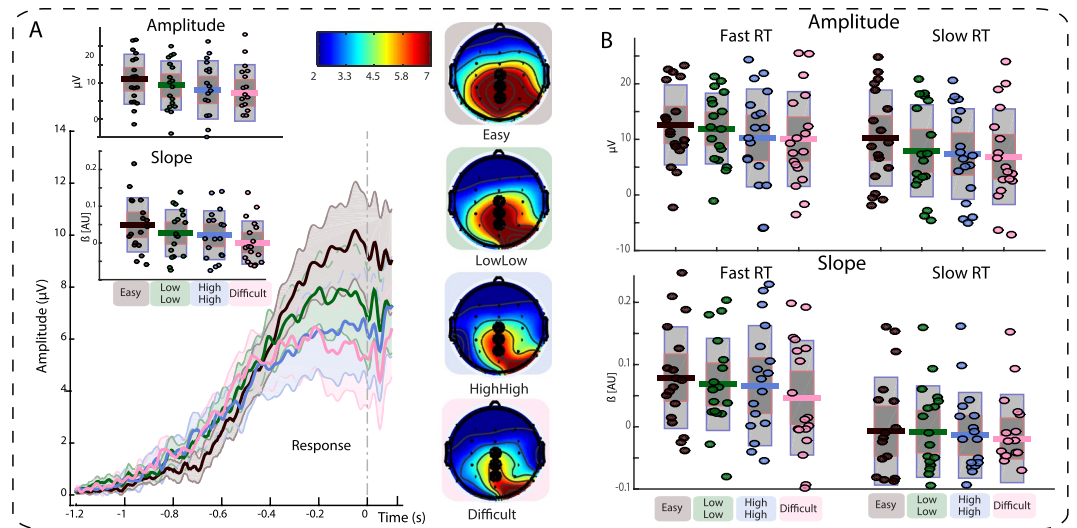 A
Amplitude
20
10
0
µV
Slope
0.2
0.1
0
ß [AU]
Easy
Low
Low
High
High
Difficult
14
12
10
8
6
4
2
0
Amplitude (µV)
-1.2
-1
-0.8
-0.6
-0.4
-0.2
0
Time (s)
Response
2
3.3
4.5
5.8
7
Easy
LowLow
HighHigh
Difficult
B
Amplitude
Fast RT
Slow RT
20
10
0
-10
µV
Slope
Fast RT
Slow RT
0.2
0.1
0
-0.1
ß [AU]
Easy
Low
Low
High
High
Difficult
Easy
Low
Low
High
High
Difficult